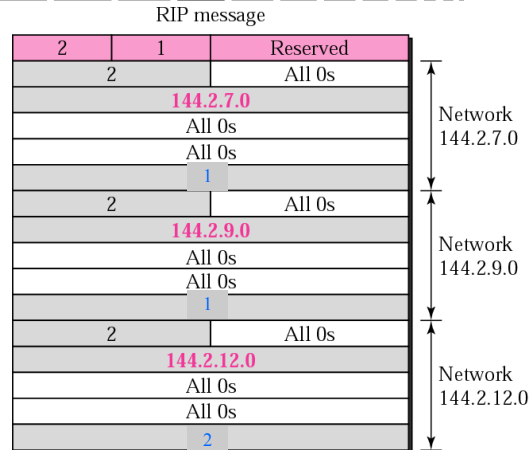 RIP message
2 1 Reserved
2 All 0s
144.2.7.0
All 0s
All 0s
1
Network
144.2.7.0
2 All 0s
144.2.9.0
All 0s
All 0s
1
Network
144.2.9.0
2 All 0s
144.2.12.0
All 0s
All 0s
2
Network
144.2.12.0